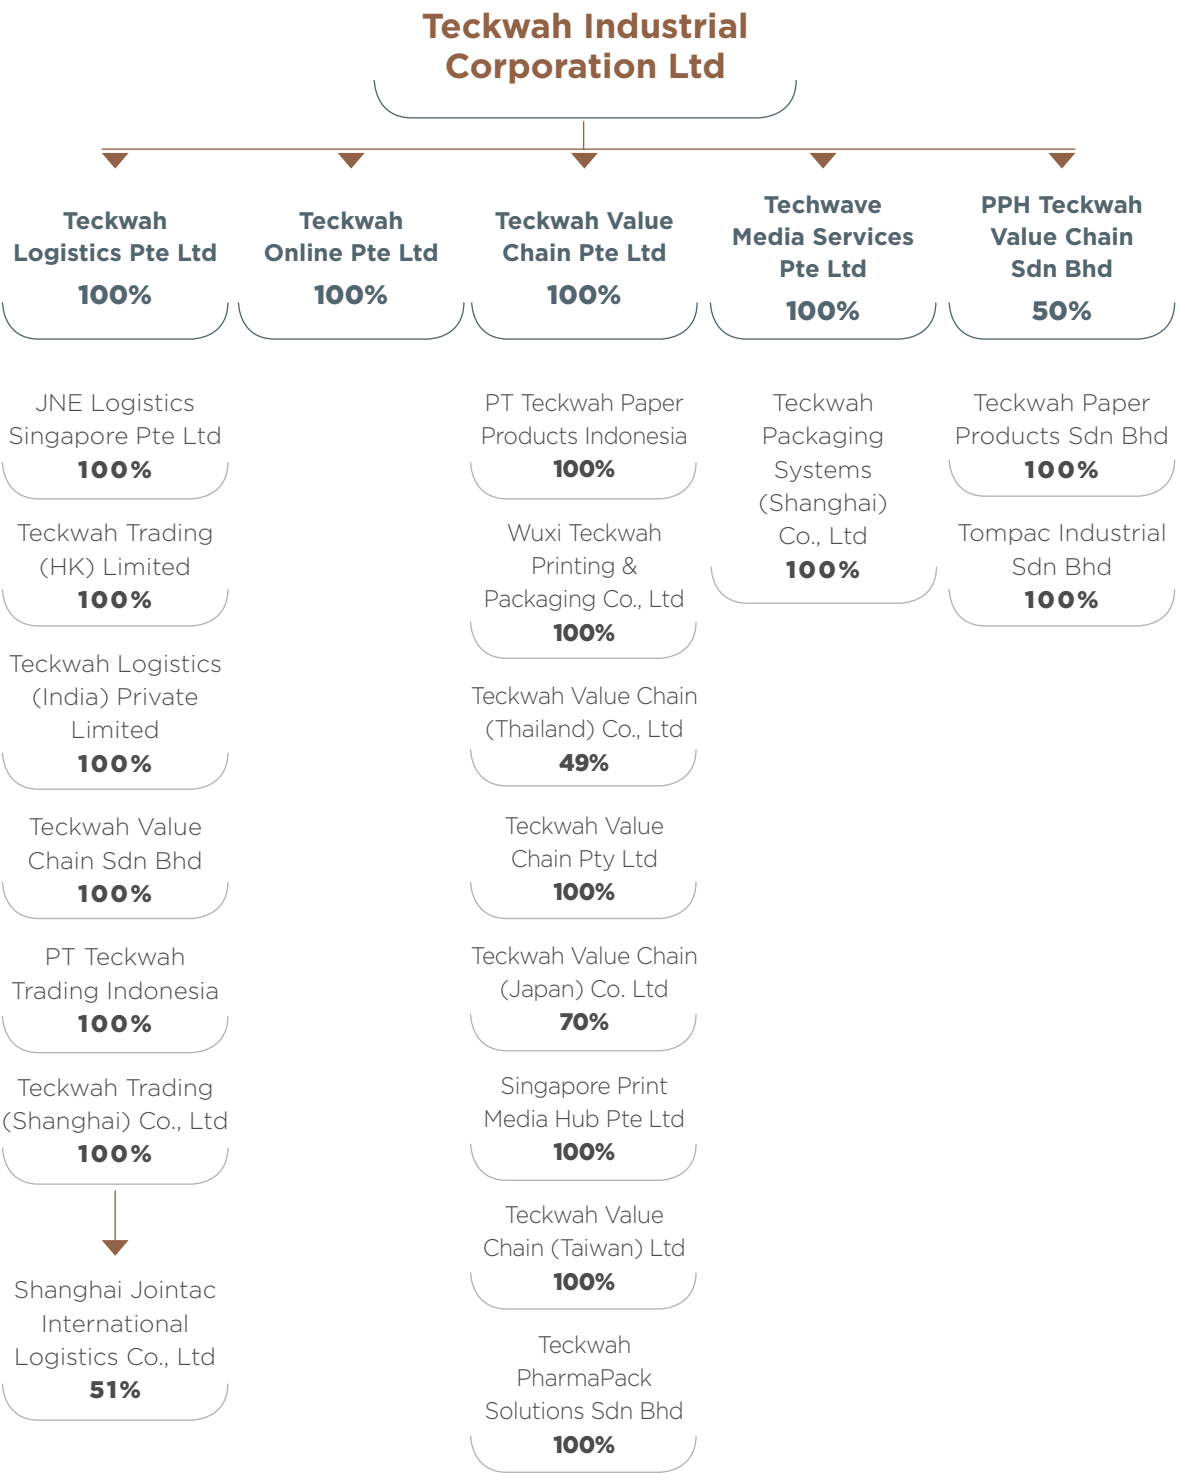 Teckwah Industrial
Corporation Ltd
Teckwah
Logistics Pte Ltd
100%
Teckwah
Online Pte Ltd
100%
Teckwah Value
Chain Pte Ltd
100%
Techwave
Media Services
Pte Ltd
100%
PPH Teckwah
Value Chain
Sdn Bhd
50%
JNE Logistics
Singapore Pte Ltd
100%
Teckwah Trading
(HK) Limited
100%
Teckwah Logistics
(India) Private
Limited
100%
Teckwah Value
Chain Sdn Bhd
100%
PT Teckwah
Trading Indonesia
100%
Teckwah Trading
(Shanghai) Co., Ltd
100%
Shanghai Jointac
International
Logistics Co., Ltd
51%
PT Teckwah Paper
Products Indonesia
100%
Wuxi Teckwah
Printing &
Packaging Co., Ltd
100%
Teckwah Value Chain
(Thailand) Co., Ltd
49%
Teckwah Value
Chain Pty Ltd
100%
Teckwah Value Chain
(Japan) Co. Ltd
70%
Singapore Print
Media Hub Pte Ltd
100%
Teckwah Value
Chain (Taiwan) Ltd
100%
Teckwah
PharmaPack
Solutions Sdn Bhd
100%
Teckwah
Packaging
Systems
(Shanghai)
Co., Ltd
100%
Teckwah Paper
Products Sdn Bhd
100%
Tompac Industrial
Sdn Bhd
100%